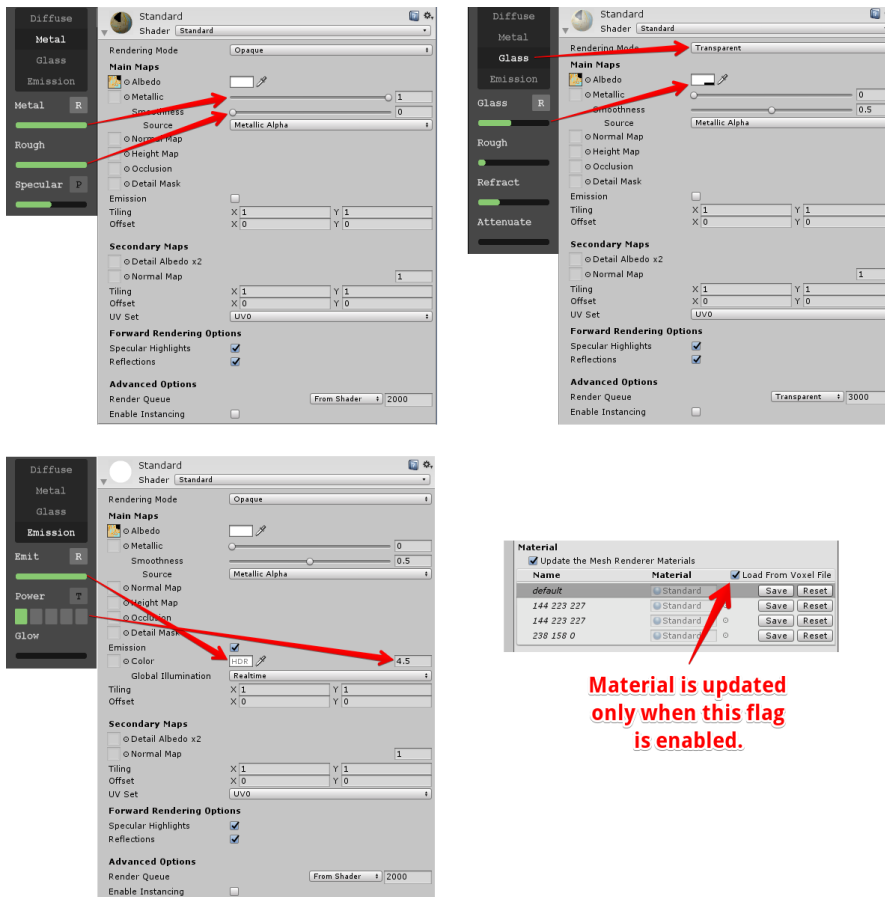 Diffuse
Metal
Glass
Emission
Metal R
Rough
Specular P
Standard
Shader Standard
Rendering Mode Opaque
Main Maps
Albedo
Metallic 1
Smoothness 0
Source Metallic Alpha
Normal Map
Height Map
Occlusion
Detail Mask
Emission
Tiling X 1 Y 1
Offset X 0 Y 0
Secondary Maps
Detail Albedo x2
Normal Map 1
Tiling X 1 Y 1
Offset X 0 Y 0
UV Set UV0
Forward Rendering Options
Specular Highlights
Reflections
Advanced Options
Render Queue From Shader 2000
Enable Instancing
Diffuse
Metal
Glass
Emission
Glass R
Rough
Refract
Attenuate
Standard
Shader Standard
Rendering Mode Transparent
Main Maps
Albedo
Metallic 0
Smoothness 0.5
Source Metallic Alpha
Normal Map
Height Map
Occlusion
Detail Mask
Emission
Tiling X 1 Y 1
Offset X 0 Y 0
Secondary Maps
Detail Albedo x2
Normal Map 1
Tiling X 1 Y 1
Offset X 0 Y 0
UV Set UV0
Forward Rendering Options
Specular Highlights
Reflections
Advanced Options
Render Queue Transparent 3000
Enable Instancing
Diffuse
Metal
Glass
Emission
Emit R
Power T
Glow
Standard
Shader Standard
Rendering Mode Opaque
Main Maps
Albedo
Metallic 0
Smoothness 0.5
Source Metallic Alpha
Normal Map
Height Map
Occlusion
Detail Mask
Emission
Color HDR 4.5
Global Illumination Realtime
Tiling X 1 Y 1
Offset X 0 Y 0
Secondary Maps
Detail Albedo x2
Normal Map 1
Tiling X 1 Y 1
Offset X 0 Y 0
UV Set UV0
Forward Rendering Options
Specular Highlights
Reflections
Advanced Options
Render Queue From Shader 2000
Enable Instancing
Material
Update the Mesh Renderer Materials
Name Material Load From Voxel File
default Standard Save Reset
144 223 227 Standard Save Reset
144 223 227 Standard Save Reset
238 158 0 Standard Save Reset
Material is updated
only when this flag
is enabled.